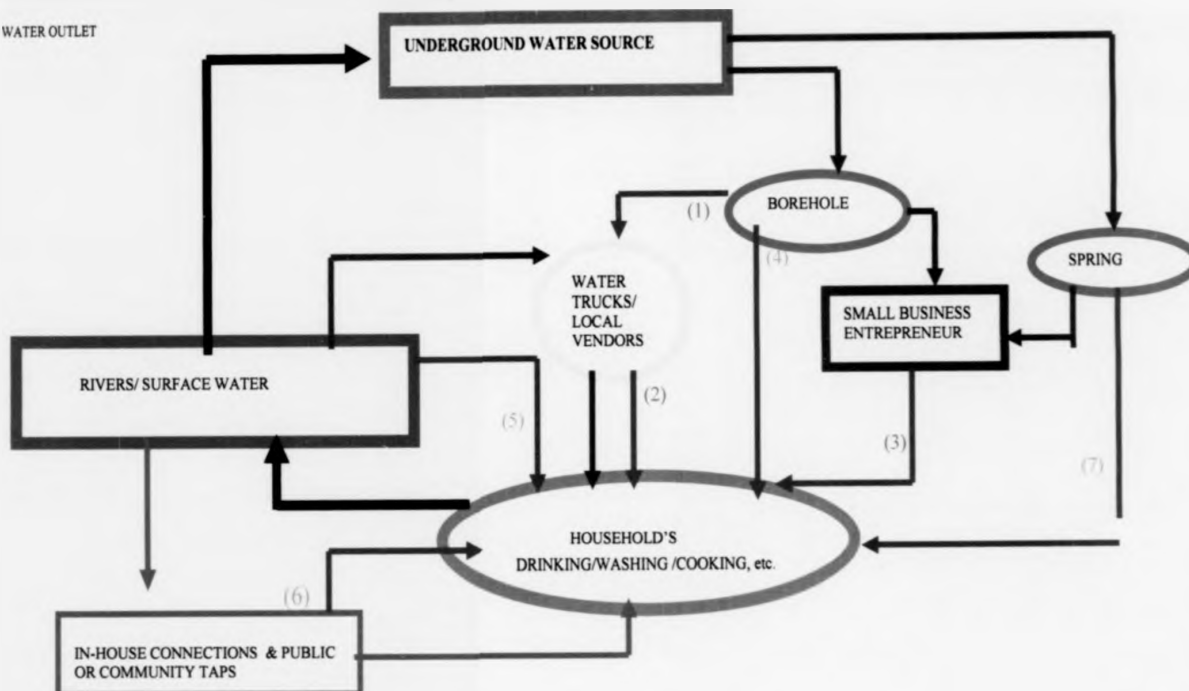 WATER OUTLET
UNDERGROUND WATER SOURCE
BOREHOLE
(1)
(4)
SPRING
WATER
TRUCKS/
LOCAL
VENDORS
SMALL BUSINESS
ENTREPRENEUR
RIVERS/ SURFACE WATER
(2)
(5)
(3)
(7)
HOUSEHOLD'S
DRINKING/WASHING /COOKING, etc.
(6)
IN-HOUSE CONNECTIONS & PUBLIC
OR COMMUNITY TAPS